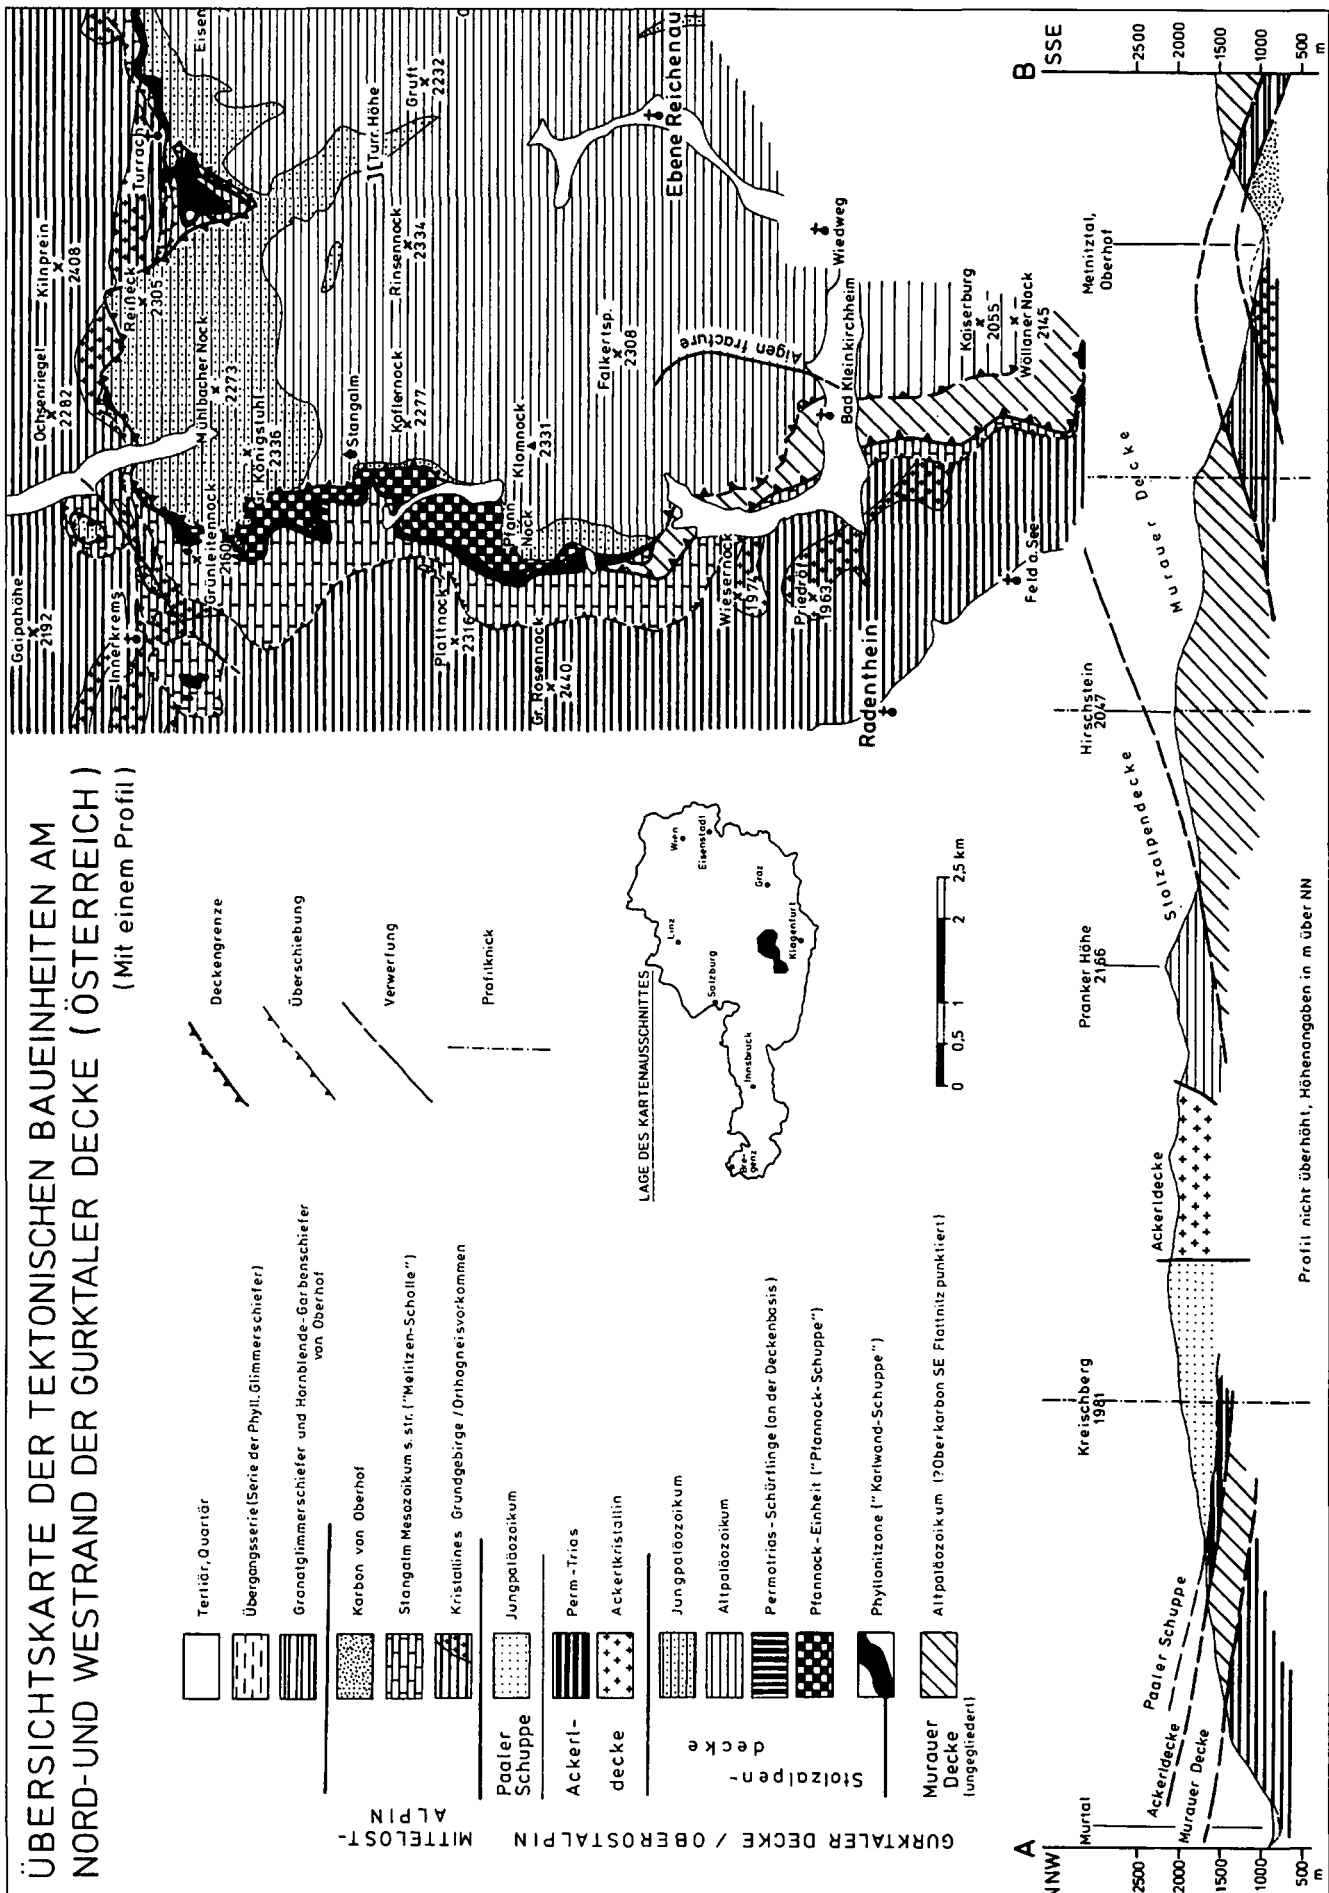 ÜBERSICHTSKARTE DER TEKTONISCHEN BAUEINHEITEN AM
NORD-UND WESTRAND DER GURKTALER DECKE (ÖSTERREICH)
(Mit einem Profil)
Tertiär, Quartär
Übergangsserie (Serie der Phyll. Glimmerschiefer)
Granatglimmerschiefer und Hornblende-Garbenschiefer
von Oberhof
Karbon von Oberhof
Stangalm Mesozoikum s. str. ("Melitzen-Scholle")
Kristallines Grundgebirge / Orthogneisvorkommen
Jungpaläozoikum
Perm-Trias
Ackerlkristallin
Jungpaläozoikum
Altpaläozoikum
Permotrias-Schürflinge (an der Deckenbasis)
Pfannock-Einheit ("Pfannock-Schuppe")
Phyllonitzone ("Karlwand-Schuppe")
Altpaläozoikum (?Oberkarbon SE Flattnitz punktiert)
MITTELOST-
ALPIN
GURKTALER DECKE / OBEROSTALPIN
Paaler
Schuppe
Ackerl-
decke
Stolzalpen-
decke
Murauer
Decke
(ungegliedert)
Deckengrenze
Überschiebung
Verwerfung
Profilknick
LAGE DES KARTENAUSSCHNITTES
Bre-
genz
Innsbruck
Salzburg
Linz
Wien
Eisenstadt
Graz
Klagenfurt
0 0,5 1 2 2,5 km
Gaipahöhe
2192
Ochsenriegel
2282
Kilnprein
2408
Innerkrems
Reißeck
2305
Turrach
Eisen
Grünleitennock
2160
Mühlbacher Nock
2273
Gr. Königstuhl
2336
Stangalm
Turr. Höhe
Gruft
2232
Koflernock
2277
Rinsennock
2334
Plattnock
2316
Pfann
Nock
Klomnock
2331
Gr. Rosennock
2440
Falkertsp.
2308
Ebene Reichenau
Aigen fracture
Wiesernock
1974
Priedröf
1963
Bad Kleinkirchheim
Wiedweg
Radenthein
Feld a. See
Kaiserburg
2055
Wöllaner Nock
2145
A
NNW
2500
2000
1500
1000
500
m
Murtal
Ackerldecke
Murauer Decke
Paaler Schuppe
Kreischberg
1981
Ackerldecke
Pranker Höhe
2166
Stolzalpendecke
Hirschstein
2047
Murauer Decke
Metnitztal,
Oberhof
B
SSE
2500
2000
1500
1000
500
m
Profil nicht überhöht, Höhenangaben in m über NN